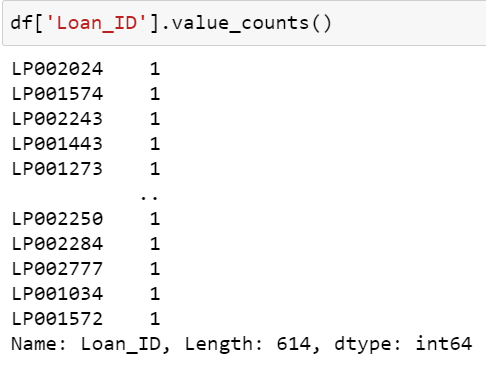 df['Loan_ID'].value_counts()
LP002024    1
LP001574    1
LP002243    1
LP001443    1
LP001273    1
           ..
LP002250    1
LP002284    1
LP002777    1
LP001034    1
LP001572    1
Name: Loan_ID, Length: 614, dtype: int64